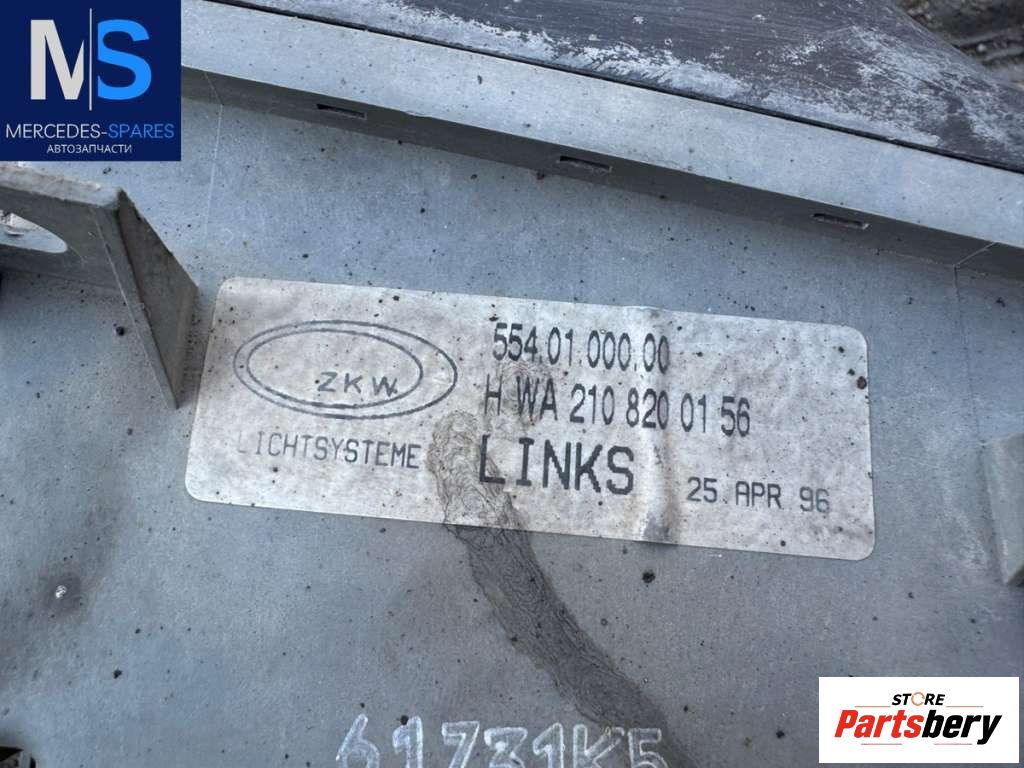 MS
MERCEDES-SPARES
АВТОЗАПЧАСТИ
554.01.000.00
ZKW
H WA 210 820 01 56
LICHTSYSTEME
LINKS
25. APR 96
61731K5
STORE
Partsbery